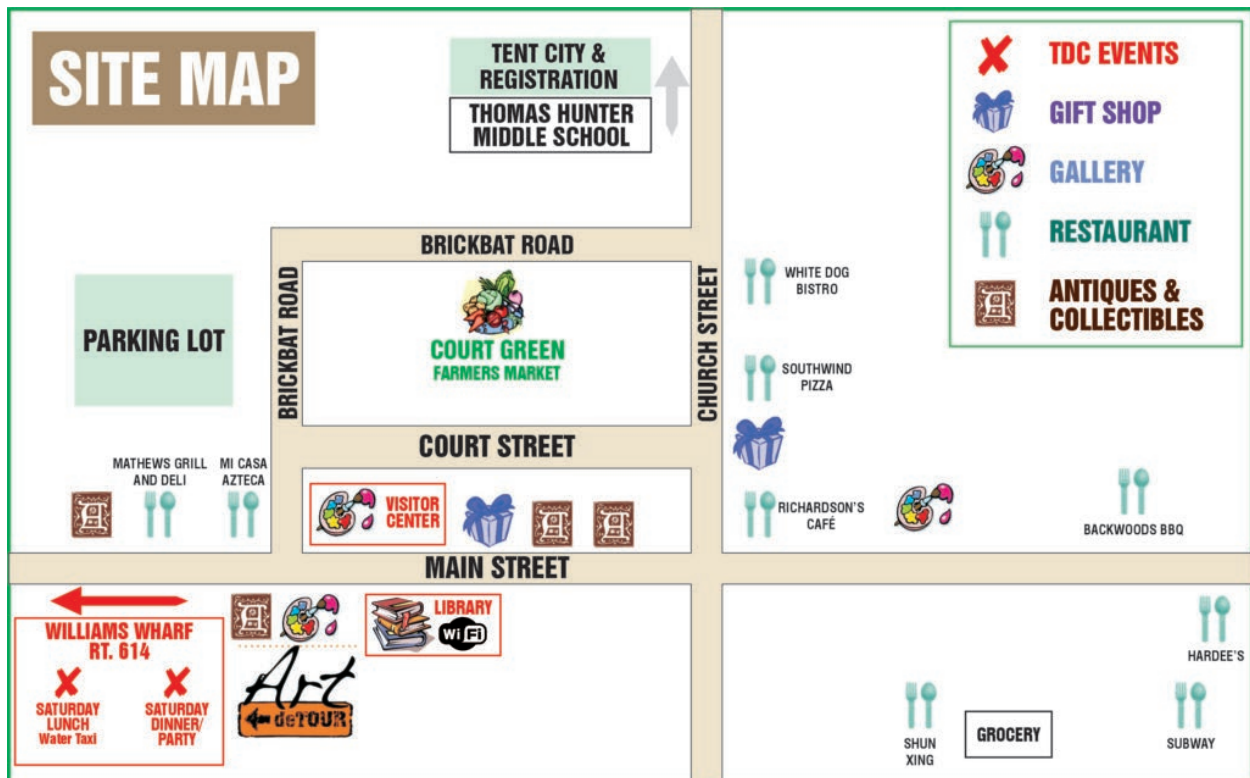 SITE MAP
TENT CITY &
REGISTRATION
THOMAS HUNTER
MIDDLE SCHOOL
TDC EVENTS
GIFT SHOP
GALLERY
RESTAURANT
A
ANTIQUES &
COLLECTIBLES
BRICKBAT ROAD
BRICKBAT ROAD
CHURCH STREET
WHITE DOG
BISTRO
PARKING LOT
COURT GREEN
FARMERS MARKET
SOUTHWIND
PIZZA
COURT STREET
MATHEWS GRILL
AND DELI
MI CASA
AZTECA
A
VISITOR
CENTER
A
A
RICHARDSON'S
CAFÉ
BACKWOODS BBQ
MAIN STREET
WILLIAMS WHARF
RT. 614
SATURDAY
LUNCH
Water Taxi
SATURDAY
DINNER/
PARTY
A
Art
deTOUR
LIBRARY
Wi Fi
HARDEE'S
SHUN
XING
GROCERY
SUBWAY